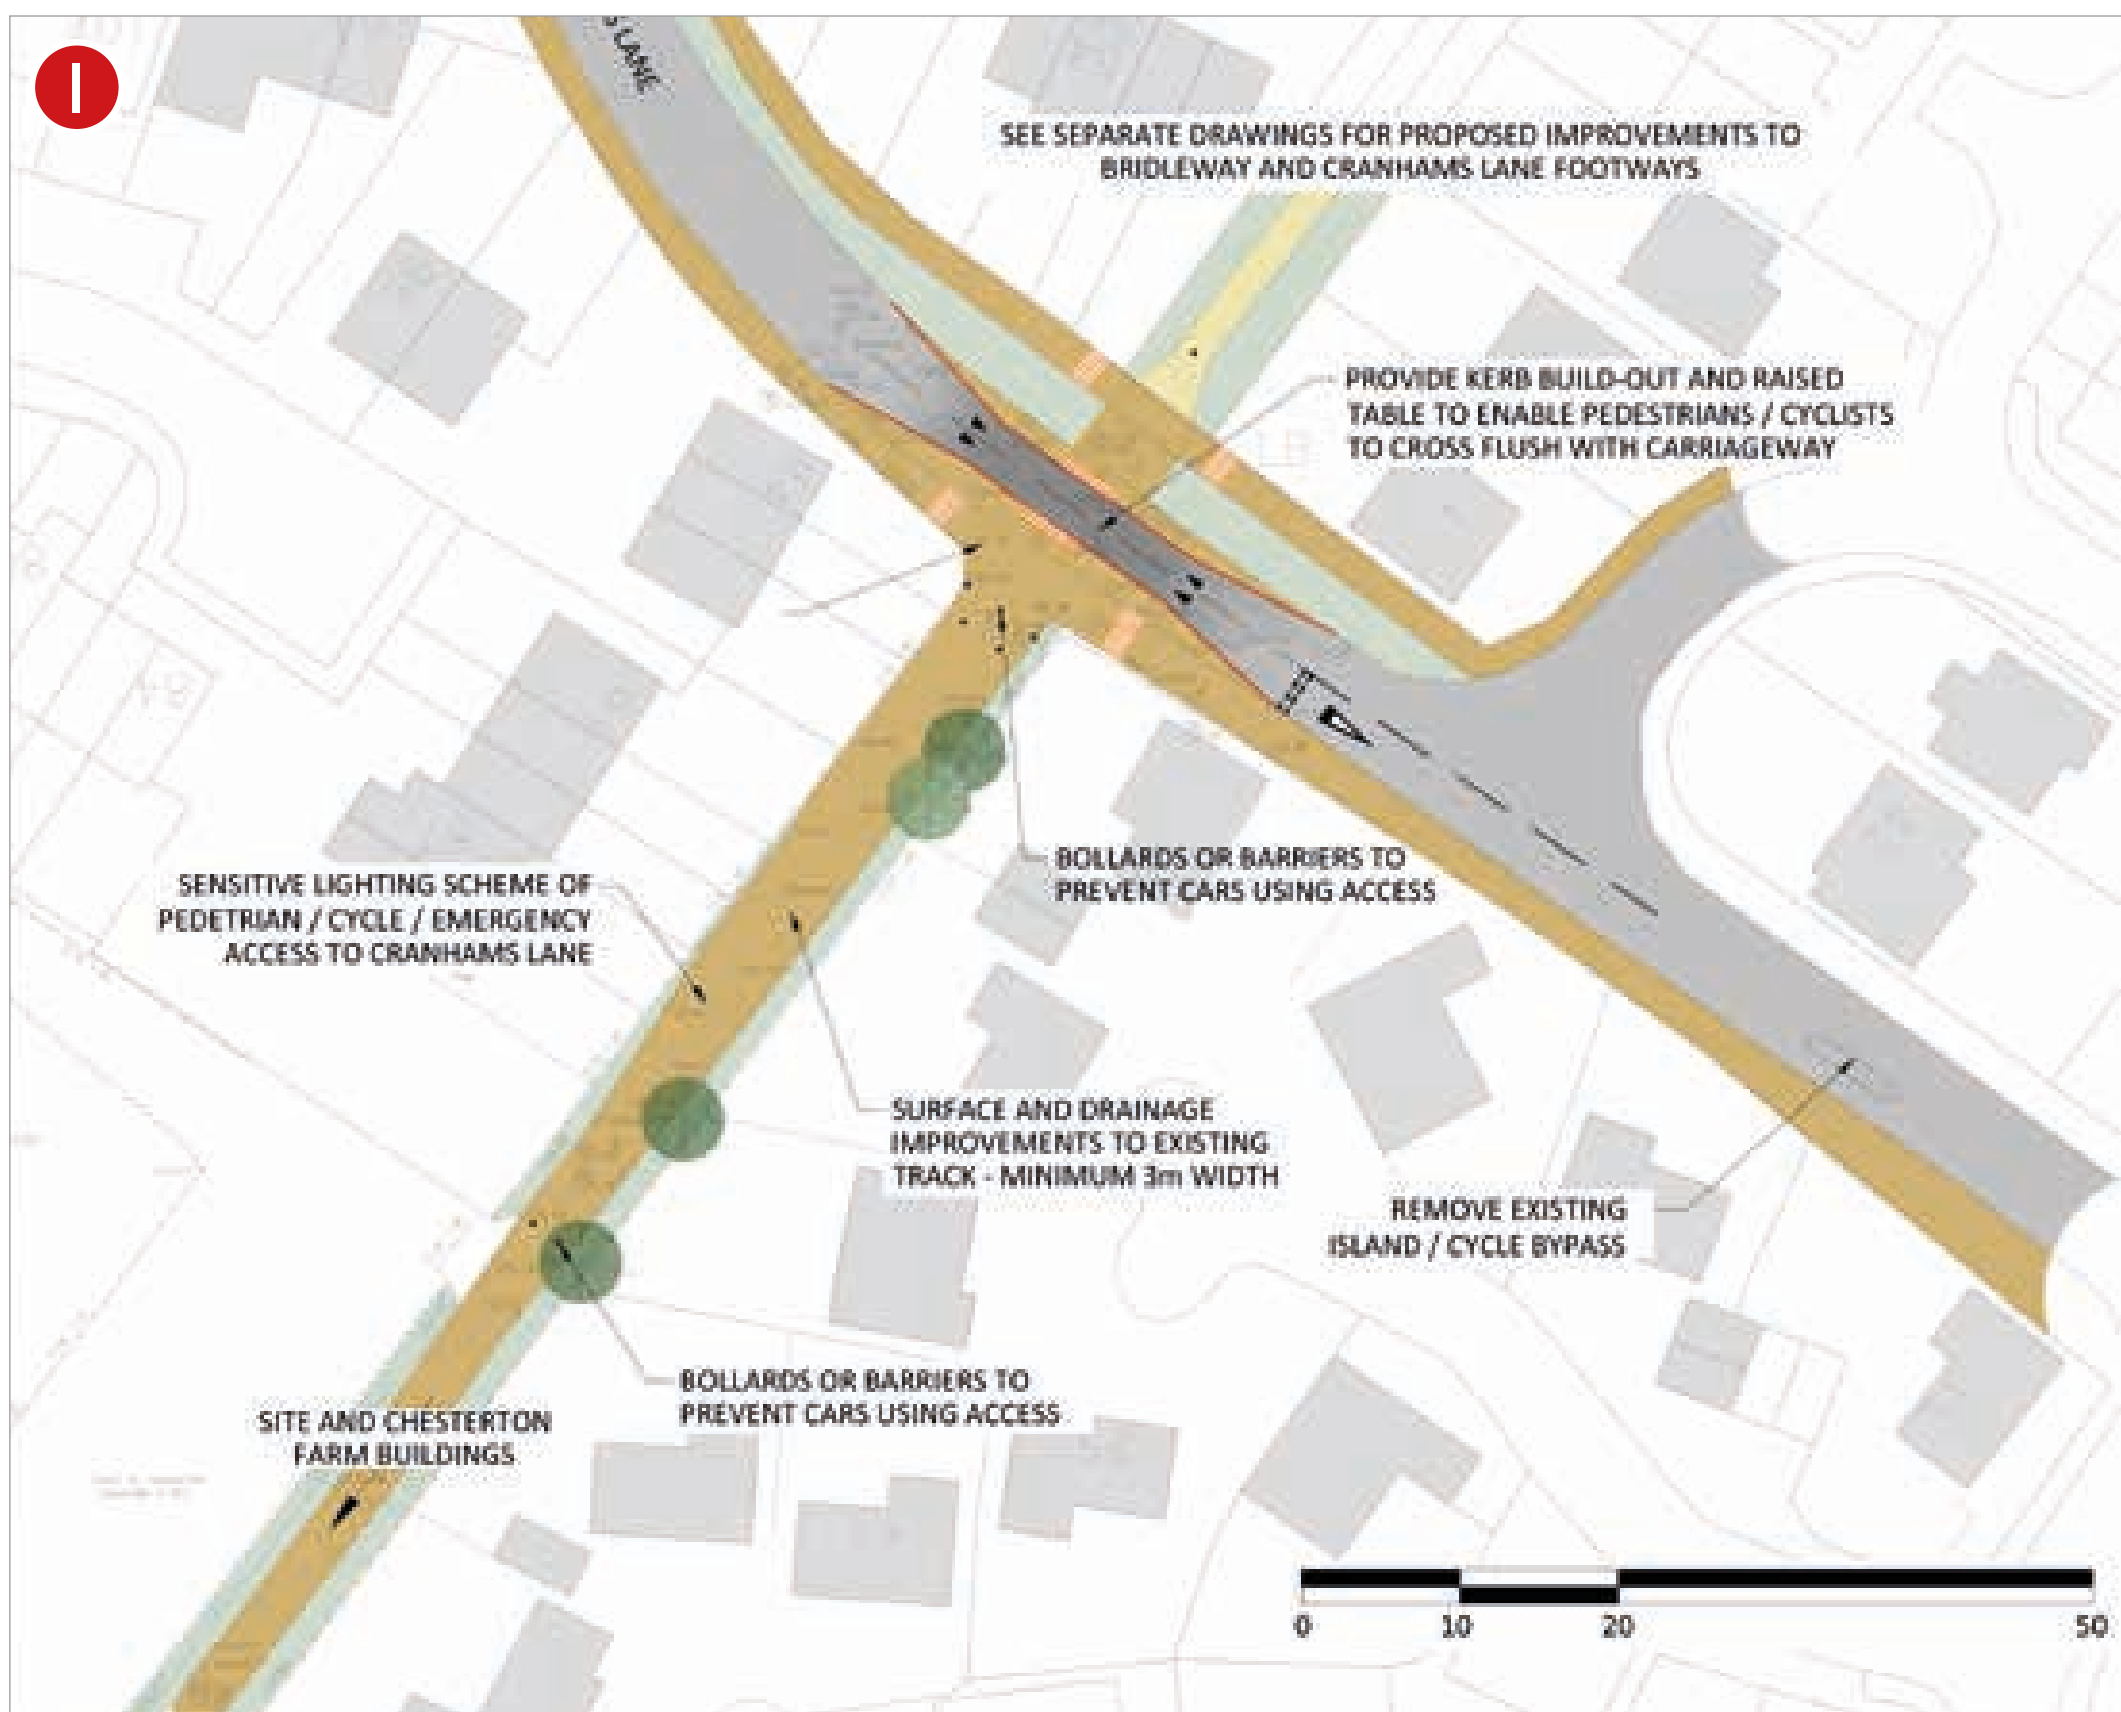 I
S LANE
SEE SEPARATE DRAWINGS FOR PROPOSED IMPROVEMENTS TO
BRIDLEWAY AND CRANHAMS LANE FOOTWAYS
PROVIDE KERB BUILD-OUT AND RAISED
TABLE TO ENABLE PEDESTRIANS / CYCLISTS
TO CROSS FLUSH WITH CARRIAGEWAY
BOLLARDS OR BARRIERS TO
PREVENT CARS USING ACCESS
SENSITIVE LIGHTING SCHEME OF
PEDETRIAN / CYCLE / EMERGENCY
ACCESS TO CRANHAMS LANE
SURFACE AND DRAINAGE
IMPROVEMENTS TO EXISTING
TRACK - MINIMUM 3m WIDTH
REMOVE EXISTING
ISLAND / CYCLE BYPASS
BOLLARDS OR BARRIERS TO
PREVENT CARS USING ACCESS
SITE AND CHESTERTON
FARM BUILDINGS
0 10 20 50